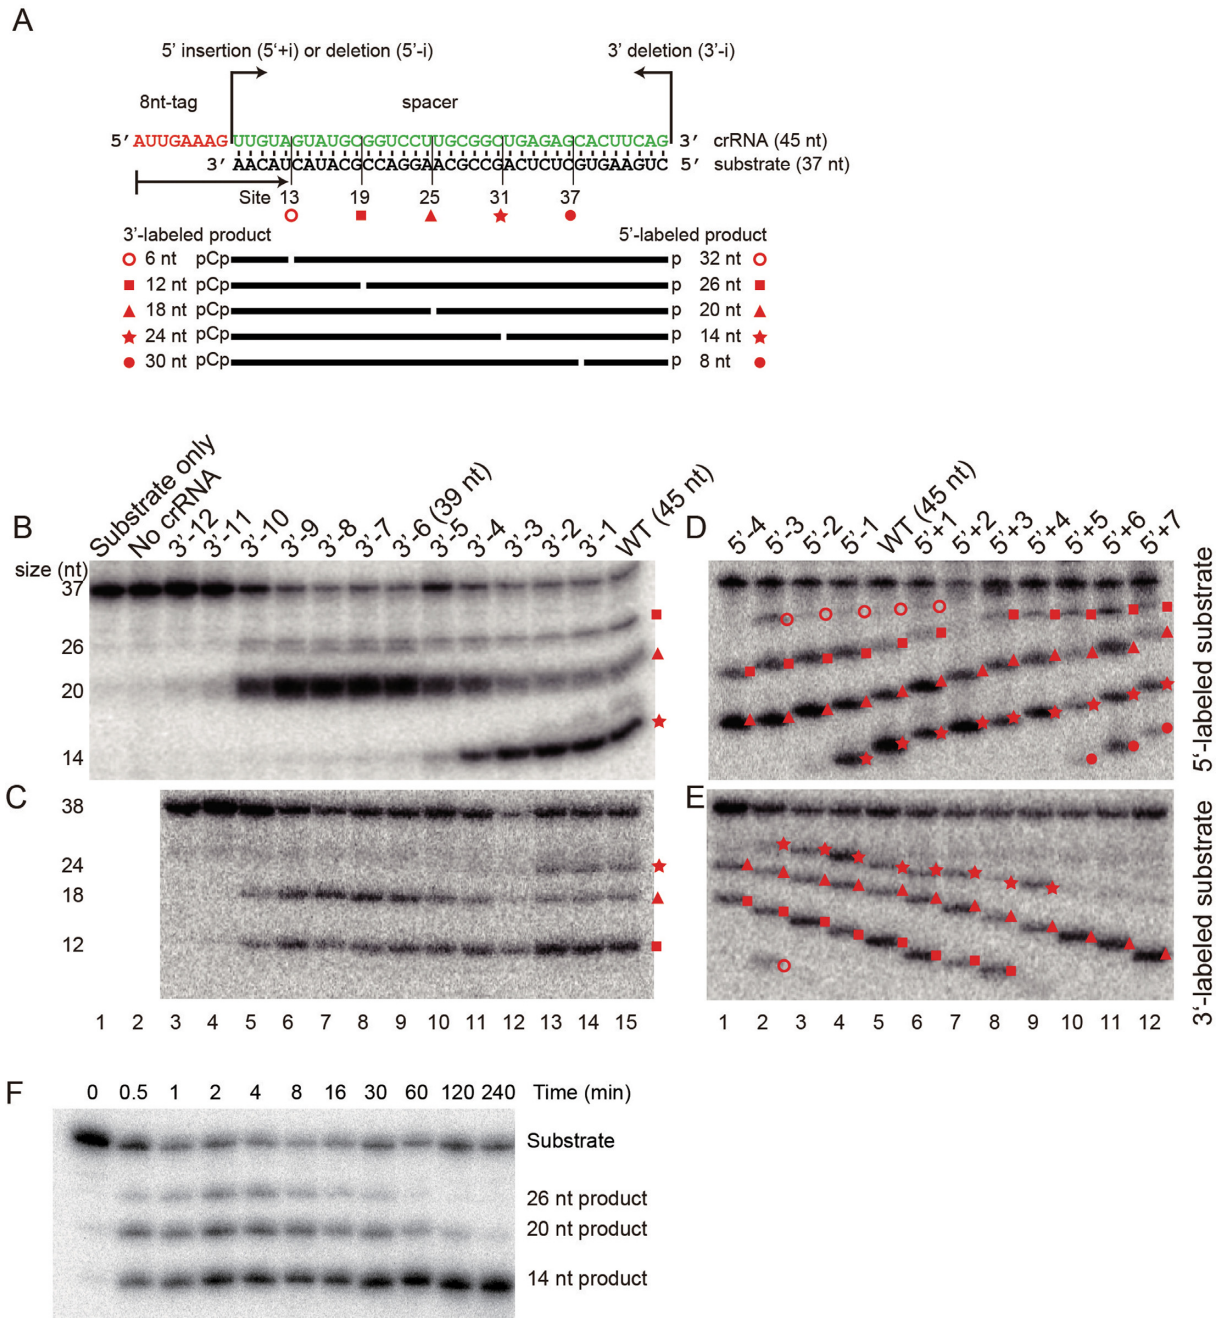 A
5' insertion (5'+i) or deletion (5'-i)
3' deletion (3'-i)
8nt-tag
spacer
5' AUUGAAAGUUGUAGUAUGCGGUCCUUGCGGCUGAGAGCACUUCAG 3' crRNA (45 nt)
3' AACAUCAUACGCCAGGAACGCCGACUCUCGUGAAGUC 5' substrate (37 nt)
Site 13 19 25 31 37
3'-labeled product
5'-labeled product
6 nt pCp p 32 nt
12 nt pCp p 26 nt
18 nt pCp p 20 nt
24 nt pCp p 14 nt
30 nt pCp p 8 nt
B
Substrate only
No crRNA
3'-12
3'-11
3'-10
3'-9
3'-8
3'-7
3'-6 (39 nt)
3'-5
3'-4
3'-3
3'-2
3'-1
WT (45 nt)
size (nt)
37
26
20
14
D
5'-4
5'-3
5'-2
5'-1
WT (45 nt)
5'+1
5'+2
5'+3
5'+4
5'+5
5'+6
5'+7
5'-labeled substrate
C
38
24
18
12
1 2 3 4 5 6 7 8 9 10 11 12 13 14 15
E
3'-labeled substrate
1 2 3 4 5 6 7 8 9 10 11 12
F
0 0.5 1 2 4 8 16 30 60 120 240 Time (min)
Substrate
26 nt product
20 nt product
14 nt product